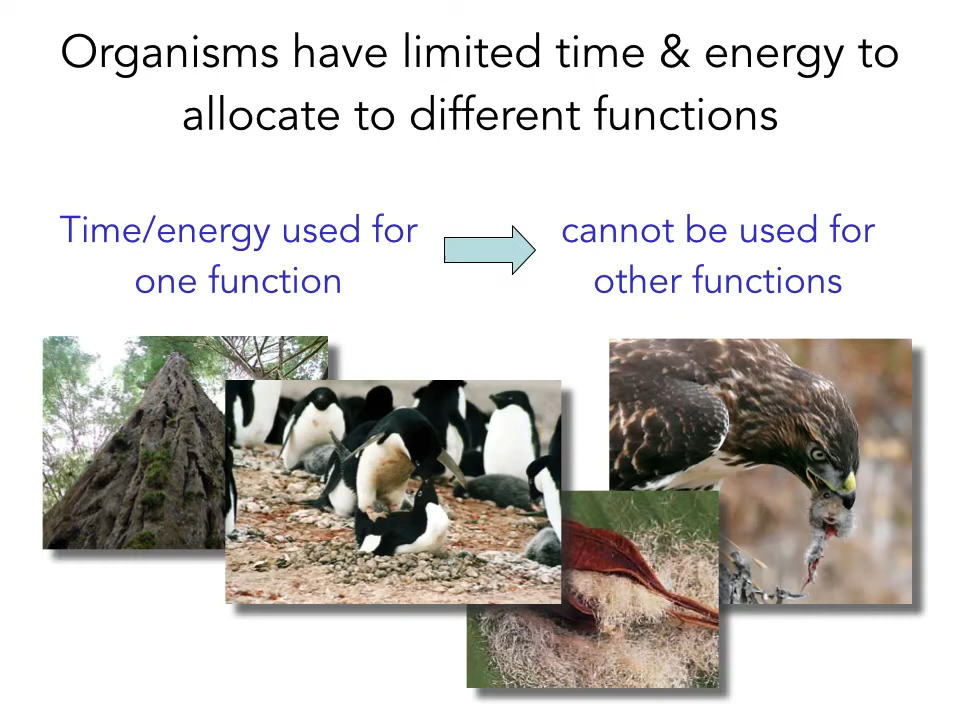 Organisms have limited time & energy to
allocate to different functions
Time/energy used for
one function
cannot be used for
other functions